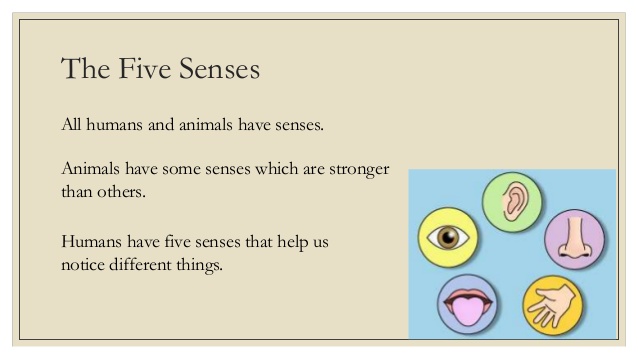 The Five Senses
All humans and animals have senses.
Animals have some senses which are stronger
than others.
Humans have five senses that help us
notice different things.